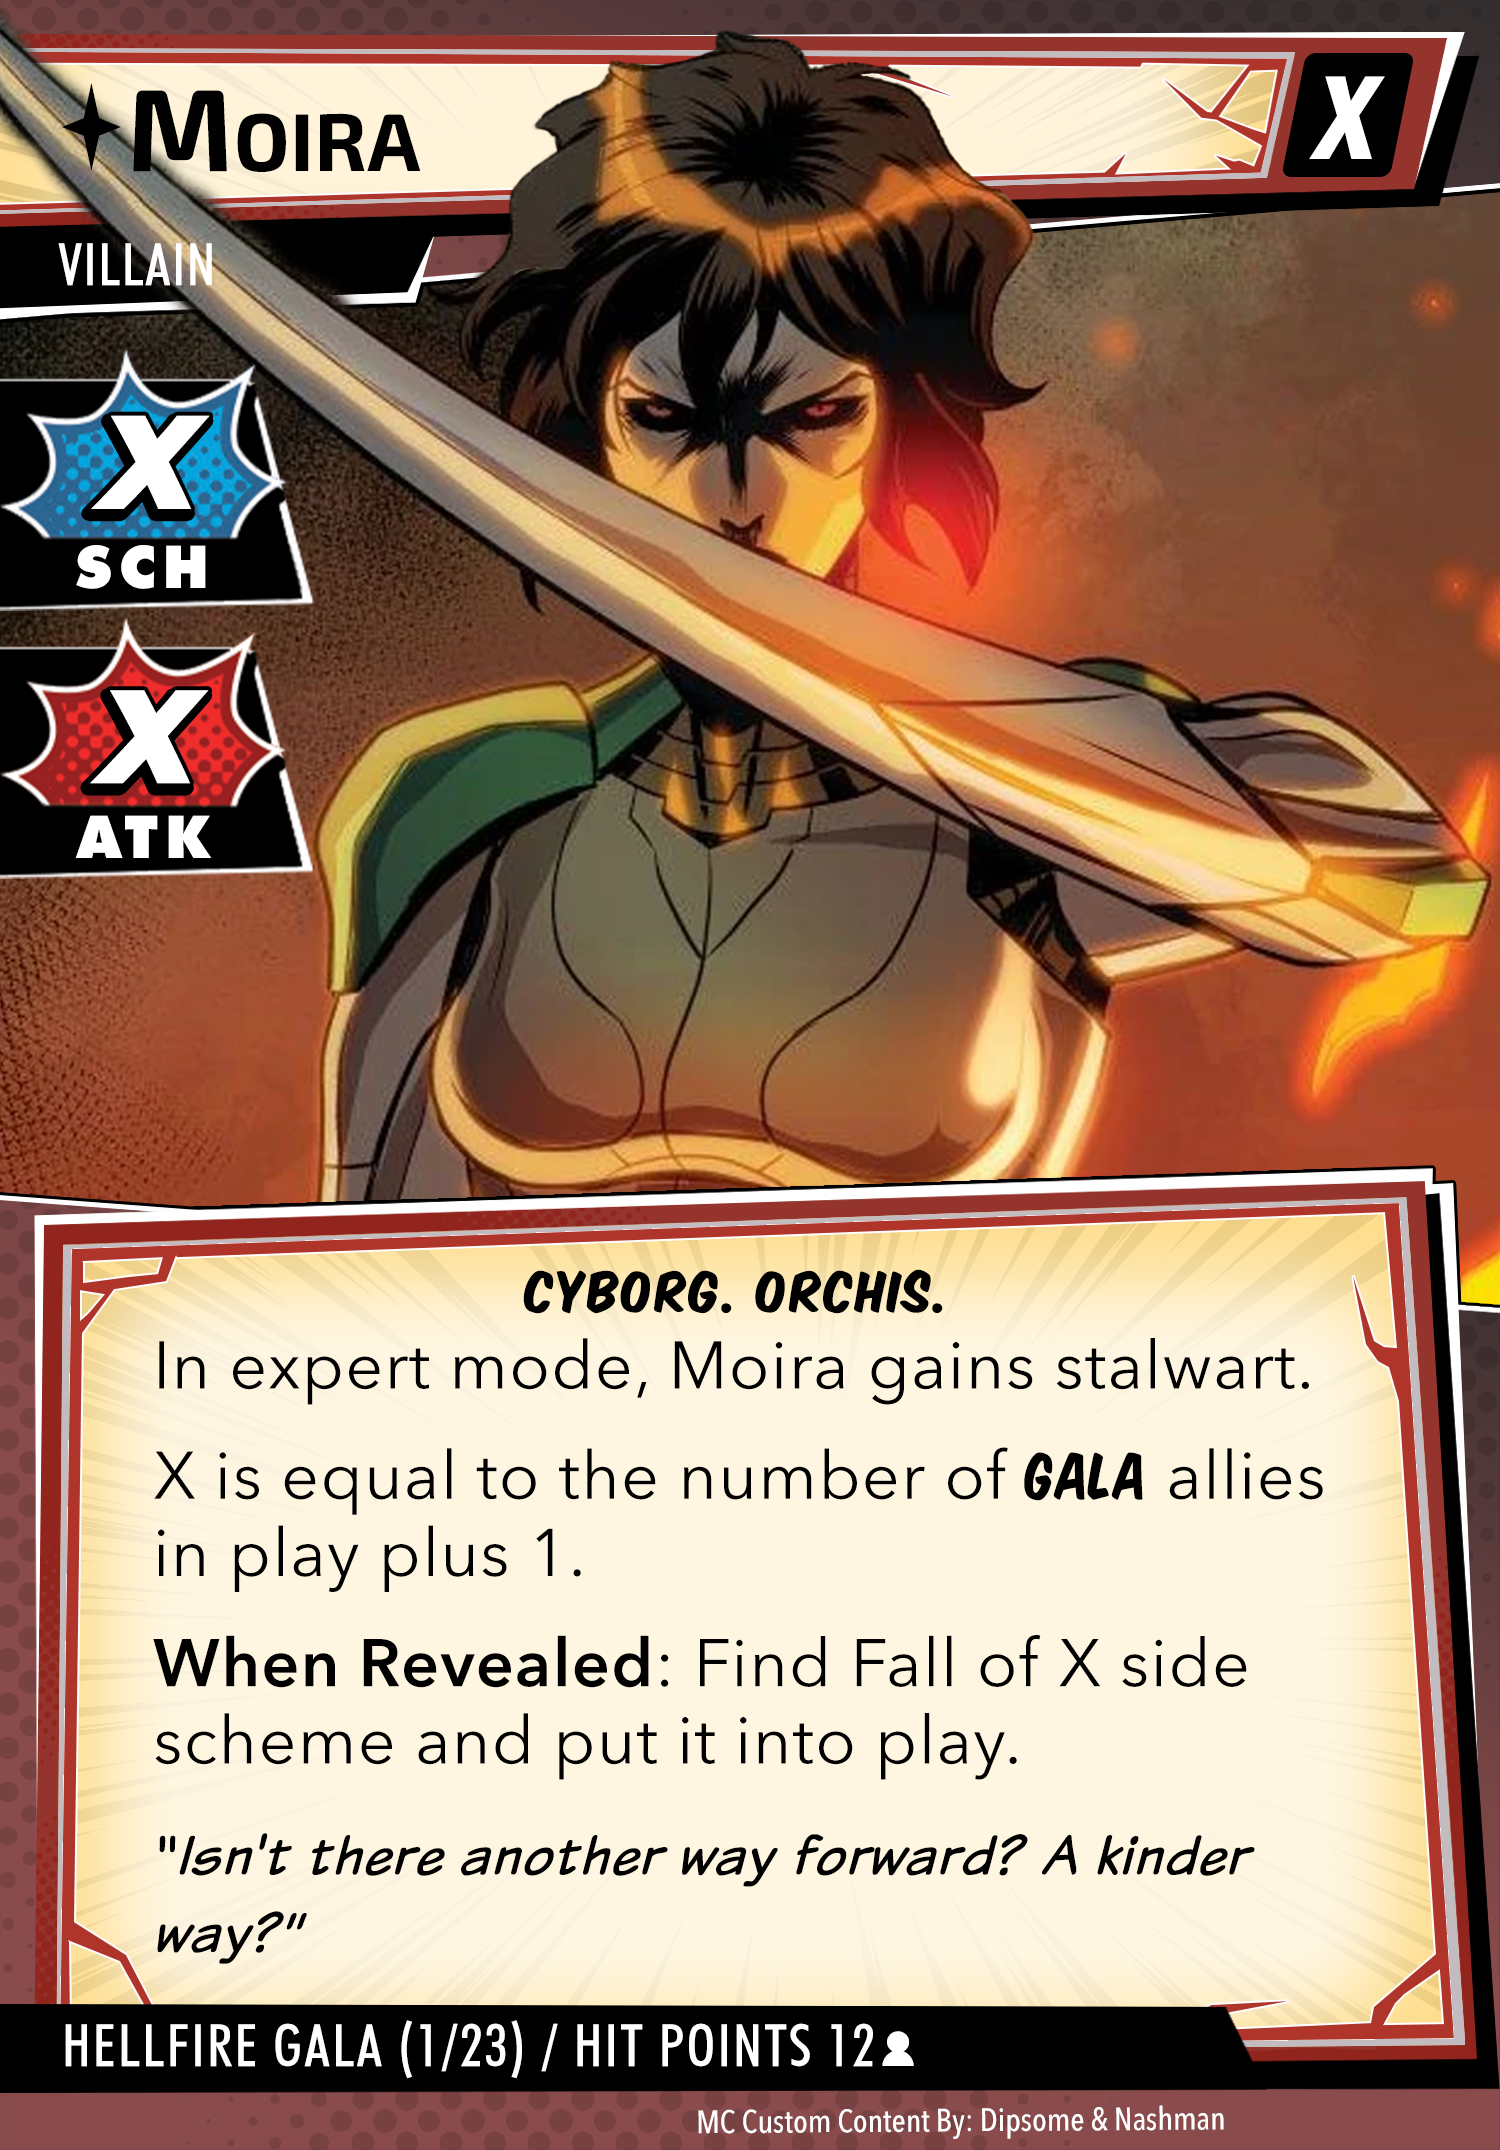 MOIRA
X
VILLAIN
X
SCH
X
ATK
CYBORG. ORCHIS.
In expert mode, Moira gains stalwart.
X is equal to the number of GALA allies
in play plus 1.
When Revealed: Find Fall of X side
scheme and put it into play.
"Isn't there another way forward? A kinder
way?"
HELLFIRE GALA (1/23) / HIT POINTS 12
MC Custom Content By: Dipsome & Nashman